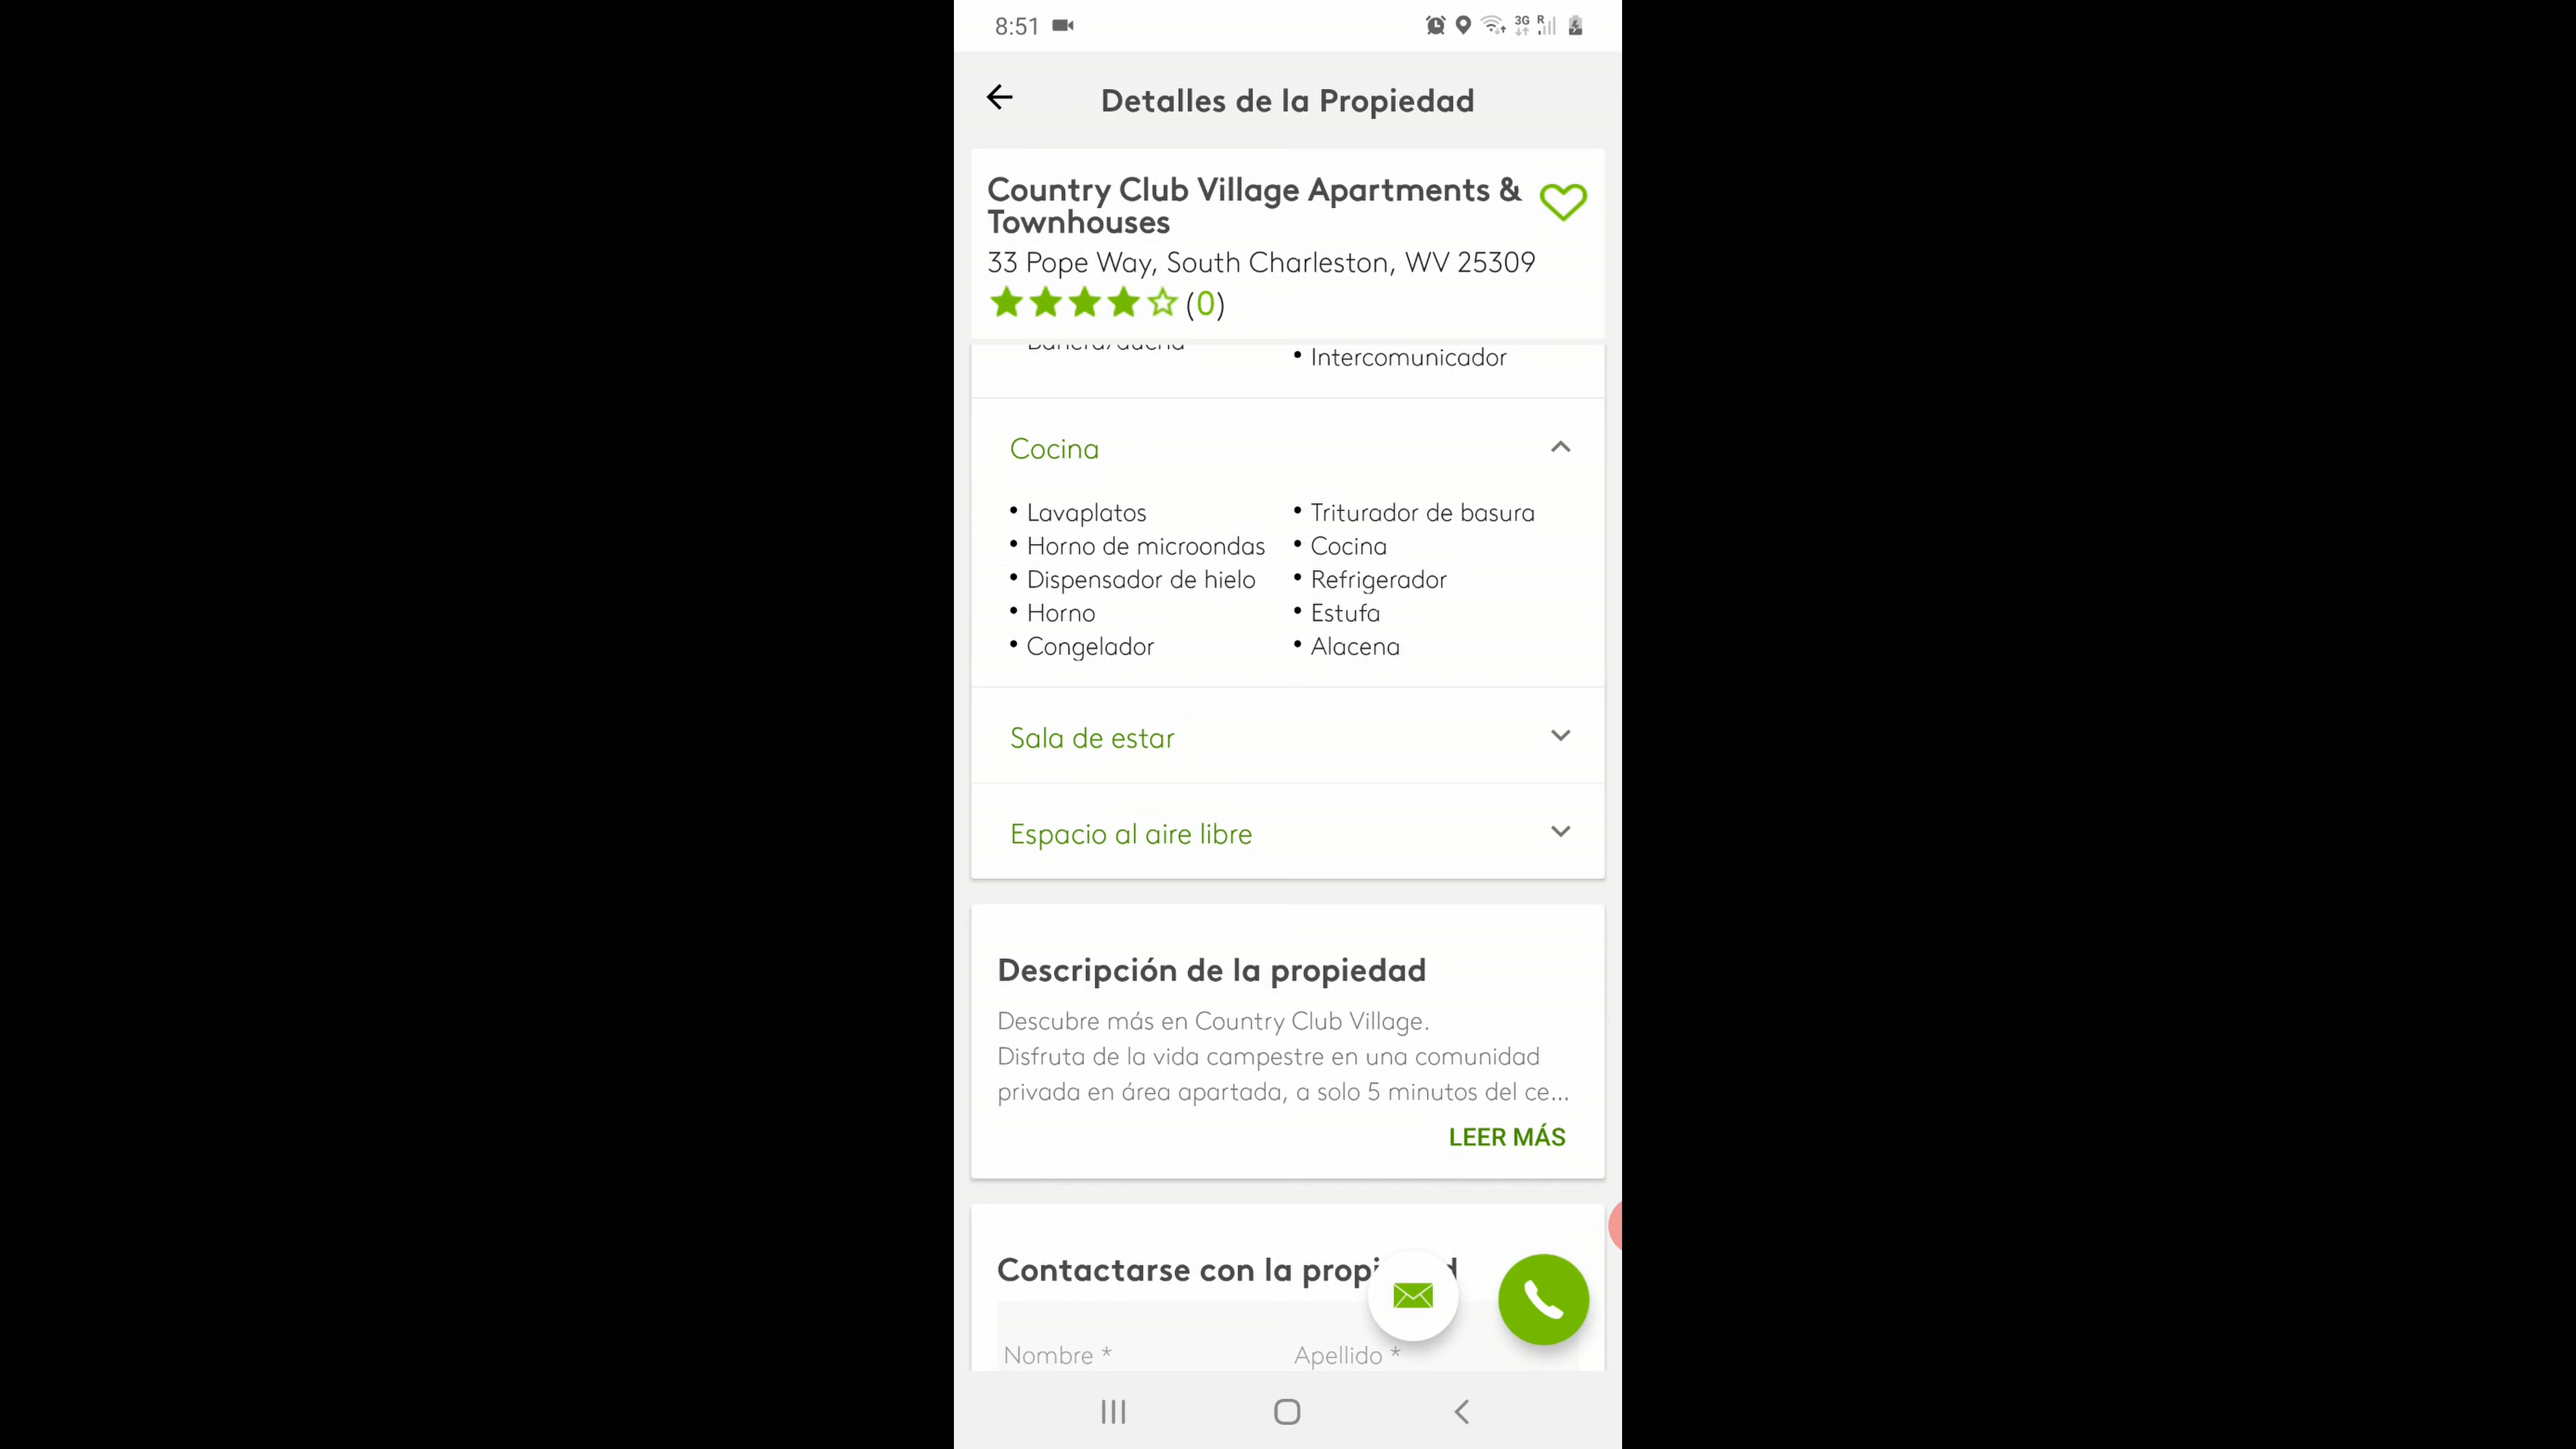 8:51
3G R
Detalles de la Propiedad
Country Club Village Apartments &
Townhouses
33 Pope Way, South Charleston, WV 25309
(0)
Intercomunicador
Cocina
• Lavaplatos
• Horno de microondas
• Dispensador de hielo
• Horno
• Congelador
• Triturador de basura
• Cocina
• Refrigerador
• Estufa
• Alacena
Sala de estar
Espacio al aire libre
Descripción de la propiedad
Descubre más en Country Club Village.
Disfruta de la vida campestre en una comunidad
privada en área apartada, a solo 5 minutos del ce...
LEER MÁS
Contactarse con la
Nombre *
Apellido *